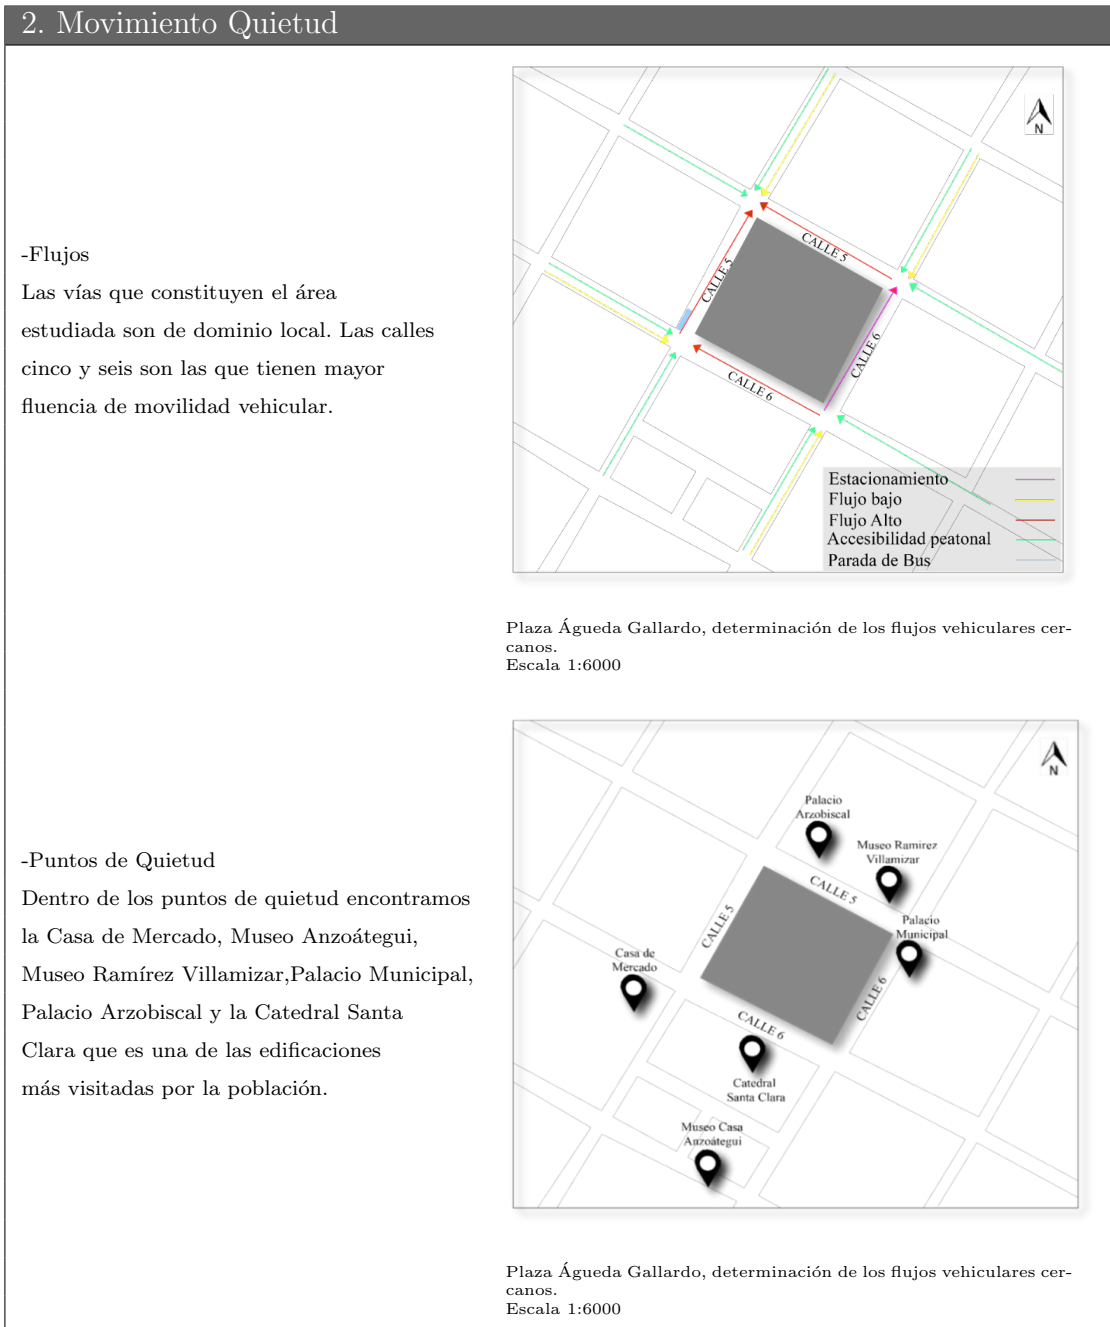 2. Movimiento Quietud
-Flujos
Las vías que constituyen el área
estudiada son de dominio local. Las calles
cinco y seis son las que tienen mayor
fluencia de movilidad vehicular.
N
CALLE 5
CALLE 5
CALLE 6
CALLE 6
Estacionamiento
Flujo bajo
Flujo Alto
Accesibilidad peatonal
Parada de Bus
Plaza Águeda Gallardo, determinación de los flujos vehiculares cer-
canos.
Escala 1:6000
-Puntos de Quietud
Dentro de los puntos de quietud encontramos
la Casa de Mercado, Museo Anzoátegui,
Museo Ramírez Villamizar,Palacio Municipal,
Palacio Arzobiscal y la Catedral Santa
Clara que es una de las edificaciones
más visitadas por la población.
N
Palacio
Arzobiscal
Museo Ramirez
Villamizar
CALLE 5
CALLE 5
Palacio
Municipal
Casa de
Mercado
CALLE 6
CALLE 6
Catedral
Santa Clara
Museo Casa
Anzoátegui
Plaza Águeda Gallardo, determinación de los flujos vehiculares cer-
canos.
Escala 1:6000